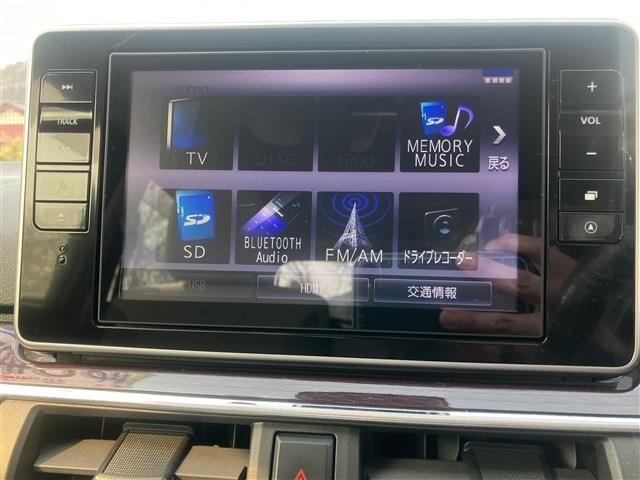 AUDIO
TRACK
VOL
TV
DISC
iPod
MEMORY
MUSIC
戻る
SD
BLUETOOTH
Audio
FM/AM
ドライブレコーダー
USB
HDMI
交通情報